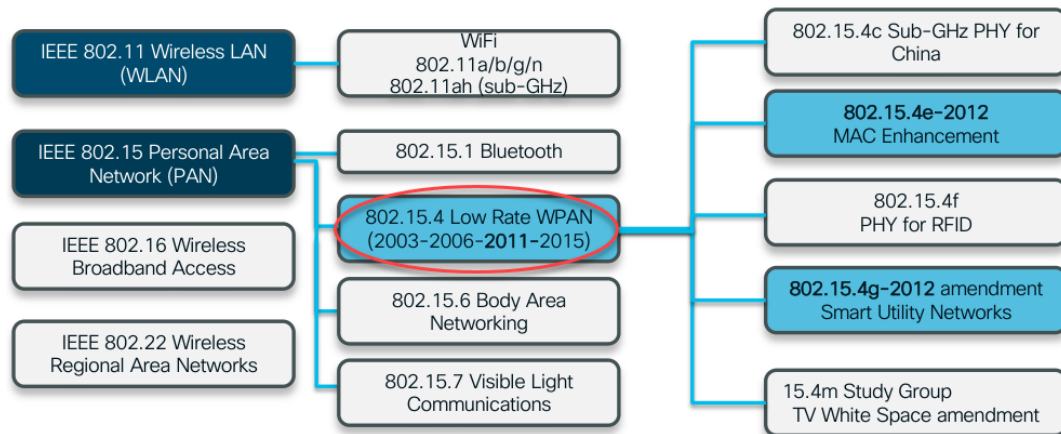 IEEE 802.11 Wireless LAN
(WLAN)
IEEE 802.15 Personal Area
Network (PAN)
IEEE 802.16 Wireless
Broadband Access
IEEE 802.22 Wireless
Regional Area Networks
WiFi
802.11a/b/g/n
802.11ah (sub-GHz)
802.15.1 Bluetooth
802.15.4 Low Rate WPAN
(2003-2006-2011-2015)
802.15.6 Body Area
Networking
802.15.7 Visible Light
Communications
802.15.4c Sub-GHz PHY for
China
802.15.4e-2012
MAC Enhancement
802.15.4f
PHY for RFID
802.15.4g-2012 amendment
Smart Utility Networks
15.4m Study Group
TV White Space amendment